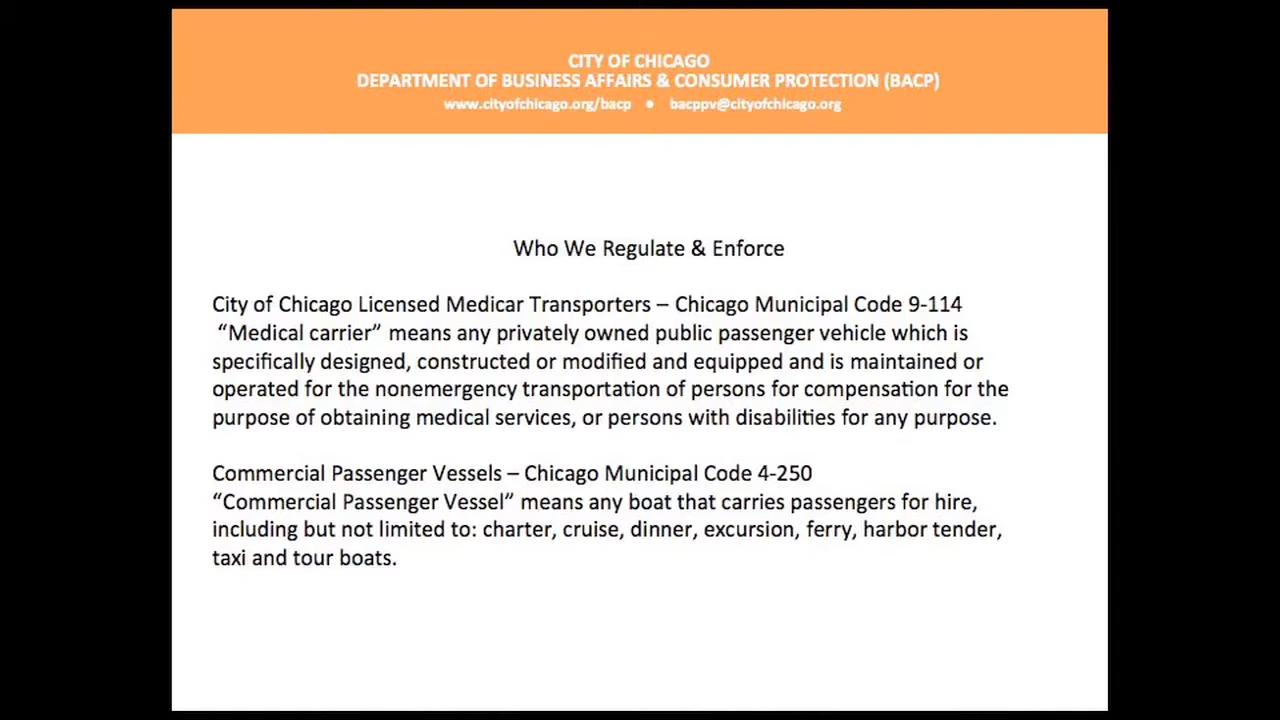 CITY OF CHICAGO
DEPARTMENT OF BUSINESS AFFAIRS & CONSUMER PROTECTION (BACP)
www.cityofchicago.org/bacp • bacppv@cityofchicago.org
Who We Regulate & Enforce
City of Chicago Licensed Medicar Transporters – Chicago Municipal Code 9-114
“Medical carrier” means any privately owned public passenger vehicle which is
specifically designed, constructed or modified and equipped and is maintained or
operated for the nonemergency transportation of persons for compensation for the
purpose of obtaining medical services, or persons with disabilities for any purpose.
Commercial Passenger Vessels – Chicago Municipal Code 4-250
“Commercial Passenger Vessel” means any boat that carries passengers for hire,
including but not limited to: charter, cruise, dinner, excursion, ferry, harbor tender,
taxi and tour boats.